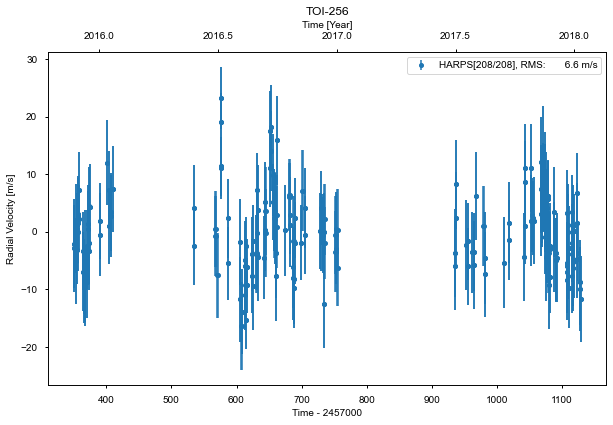 TOI-256
Time [Year]
2016.0 2016.5 2017.0 2017.5 2018.0
HARPS[208/208], RMS: 6.6 m/s
30
20
10
0
−10
−20
Radial Velocity [m/s]
400 500 600 700 800 900 1000 1100
Time - 2457000